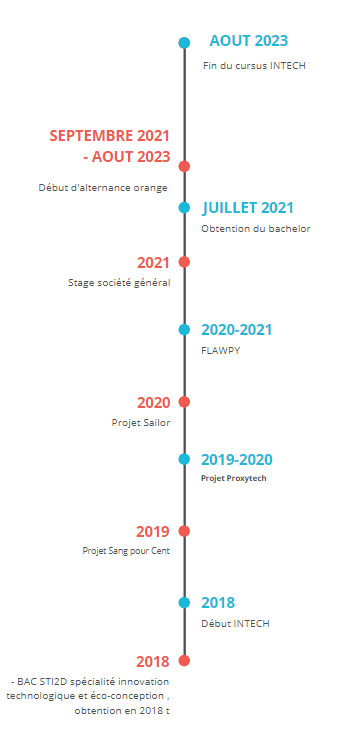 AOUT 2023
Fin du cursus INTECH
SEPTEMBRE 2021
- AOUT 2023
Début d'alternance orange
JUILLET 2021
Obtention du bachelor
2021
Stage société général
2020-2021
FLAWPY
2020
Projet Sailor
2019-2020
Projet Proxytech
2019
Projet Sang pour Cent
2018
Début INTECH
2018
- BAC STI2D spécialité innovation
technologique et éco-conception ,
obtention en 2018 t